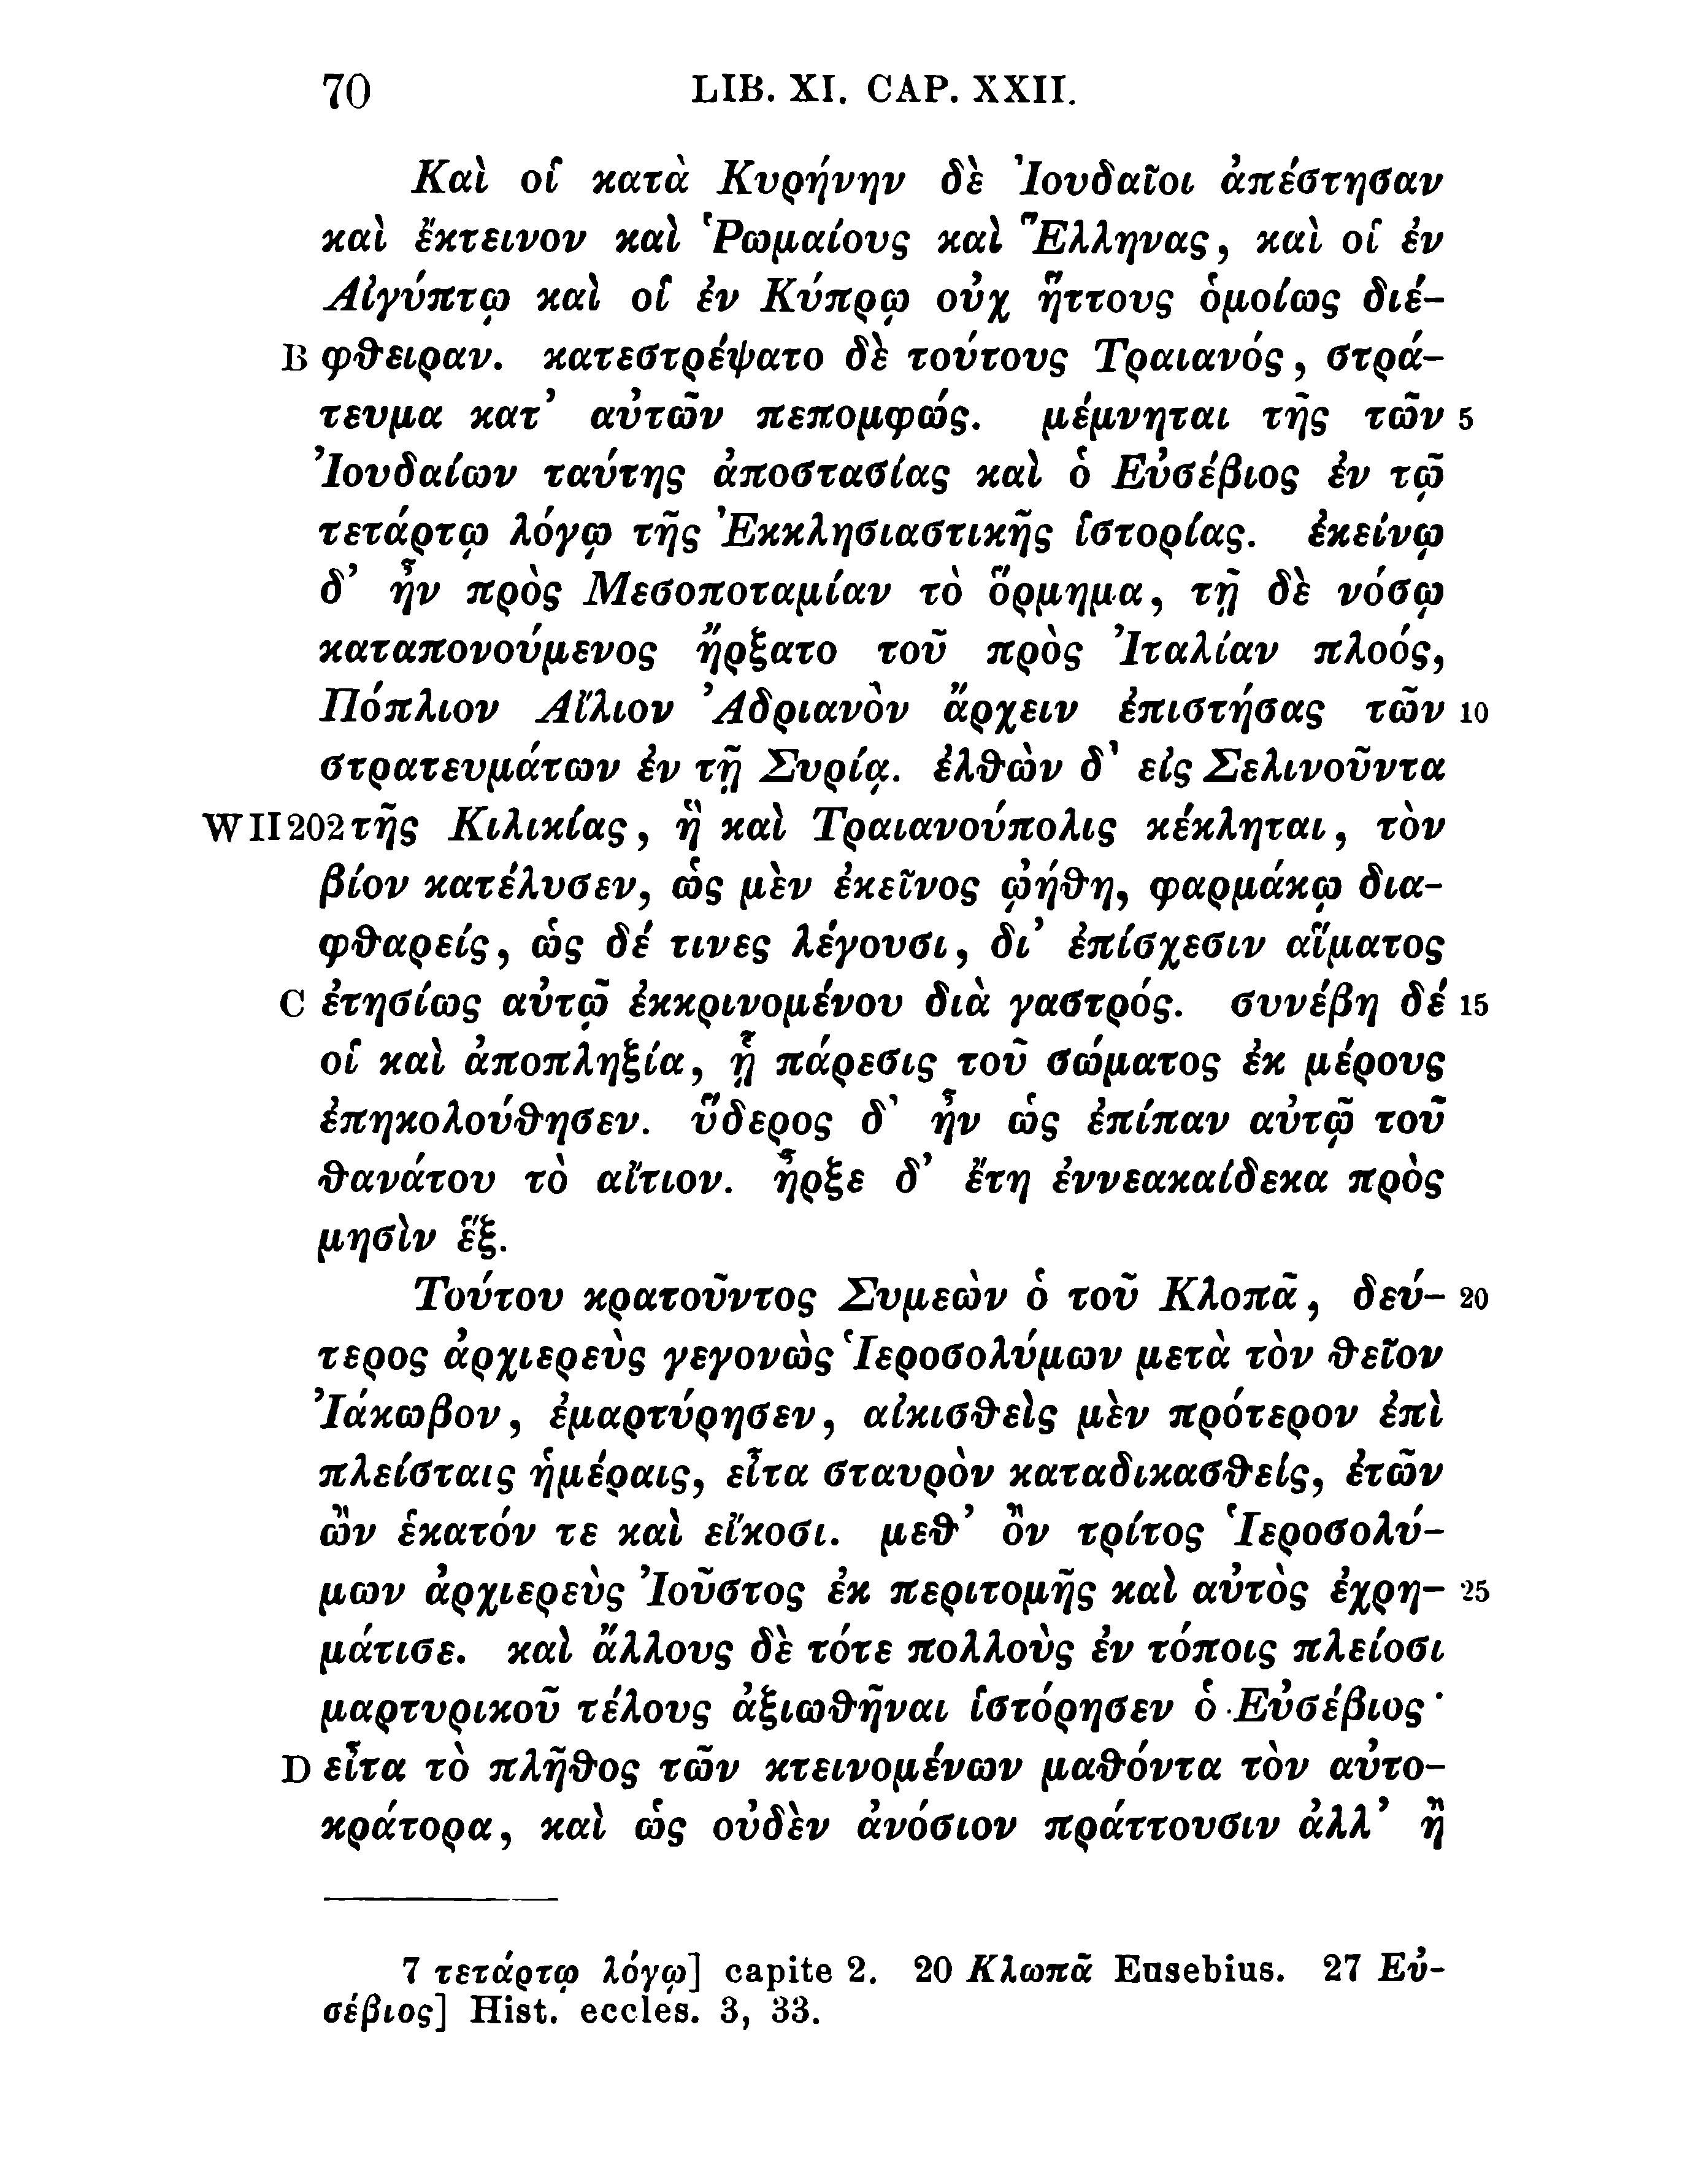 70 LIB. XI. CAP. XXII.
Καὶ οἱ κατὰ Κυρήνην δὲ Ἰουδαῖοι ἀπέστησαν
καὶ ἔκτεινον καὶ Ῥωμαίους καὶ Ἕλληνας, καὶ οἱ ἐν
Αἰγύπτῳ καὶ οἱ ἐν Κύπρῳ οὐχ ἥττους ὁμοίως διέ-
B φθειραν. κατεστρέψατο δὲ τούτους Τραιανός, στρά-
τευμα κατ’ αὐτῶν πεπομφώς. μέμνηται τῆς τῶν 5
Ἰουδαίων ταύτης ἀποστασίας καὶ ὁ Εὐσέβιος ἐν τῷ
τετάρτῳ λόγῳ τῆς Ἐκκλησιαστικῆς ἱστορίας. ἐκείνῳ
δ’ ἦν πρὸς Μεσοποταμίαν τὸ ὅρμημα, τῇ δὲ νόσῳ
καταπονούμενος ἤρξατο τοῦ πρὸς Ἰταλίαν πλοός,
Πόπλιον Αἴλιον Ἀδριανὸν ἄρχειν ἐπιστήσας τῶν 10
στρατευμάτων ἐν τῇ Συρίᾳ. ἐλθὼν δ’ εἰς Σελινοῦντα
W II 202 τῆς Κιλικίας, ἣ καὶ Τραιανούπολις κέκληται, τὸν
βίον κατέλυσεν, ὡς μὲν ἐκεῖνος ᾠήθη, φαρμάκῳ δια-
φθαρείς, ὡς δέ τινες λέγουσι, δι’ ἐπίσχεσιν αἵματος
C ἐτησίως αὐτῷ ἐκκρινομένου διὰ γαστρός. συνέβη δέ 15
οἱ καὶ ἀποπληξία, ᾗ πάρεσις τοῦ σώματος ἐκ μέρους
ἐπηκολούθησεν. ὕδερος δ’ ἦν ὡς ἐπίπαν αὐτῷ τοῦ
θανάτου τὸ αἴτιον. ἦρξε δ’ ἔτη ἐννεακαίδεκα πρὸς
μησὶν ἕξ.
Τούτου κρατοῦντος Συμεὼν ὁ τοῦ Κλοπᾶ, δεύ- 20
τερος ἀρχιερεὺς γεγονὼς Ἱεροσολύμων μετὰ τὸν θεῖον
Ἰάκωβον, ἐμαρτύρησεν, αἰκισθεὶς μὲν πρότερον ἐπὶ
πλείσταις ἡμέραις, εἶτα σταυρὸν καταδικασθείς, ἐτῶν
ὢν ἑκατόν τε καὶ εἴκοσι. μεθ’ ὃν τρίτος Ἱεροσολύ-
μων ἀρχιερεὺς Ἰοῦστος ἐκ περιτομῆς καὶ αὐτὸς ἐχρη- 25
μάτισε. καὶ ἄλλους δὲ τότε πολλοὺς ἐν τόποις πλείοσι
μαρτυρικοῦ τέλους ἀξιωθῆναι ἱστόρησεν ὁ Εὐσέβιος·
D εἶτα τὸ πλῆθος τῶν κτεινομένων μαθόντα τὸν αὐτο-
κράτορα, καὶ ὡς οὐδὲν ἀνόσιον πράττουσιν ἀλλ’ ἢ
7 τετάρτῳ λόγῳ] capite 2. 20 Κλωπᾶ Eusebius. 27 Εὐ-
σέβιος] Hist. eccles. 3, 33.